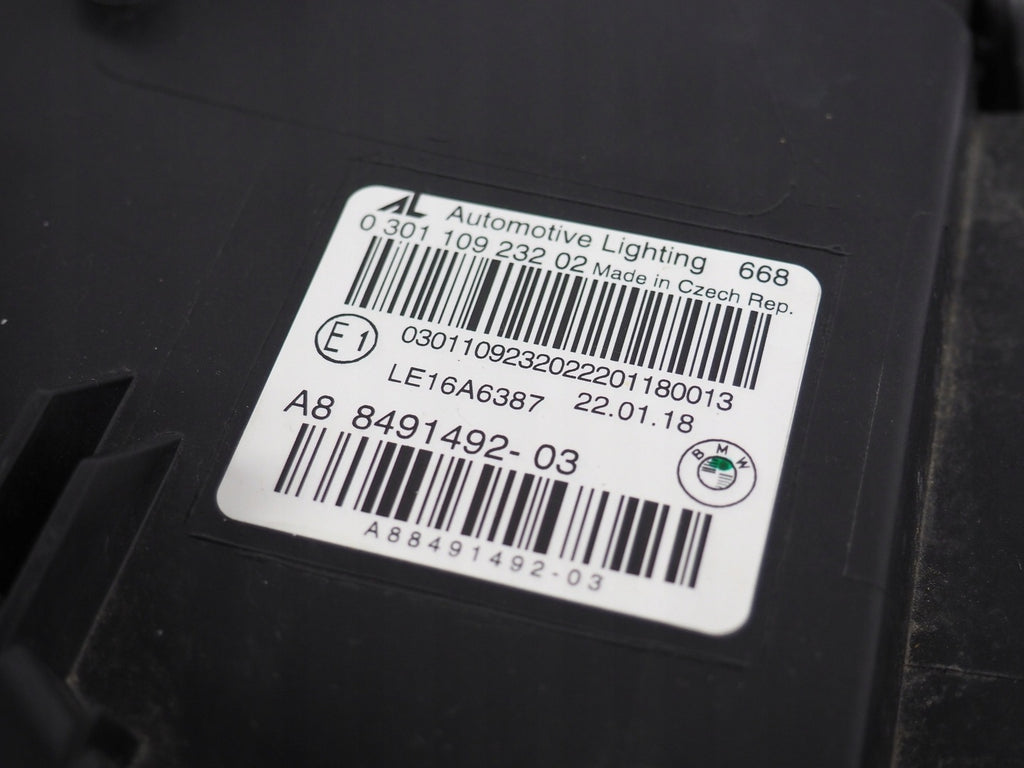 AL Automotive Lighting 668
0 301 109 232 02 Made in Czech Rep.
E1 03011092320222201180013
LE16A6387 22.01.18
A8 8491492-03
BMW
A88491492-03